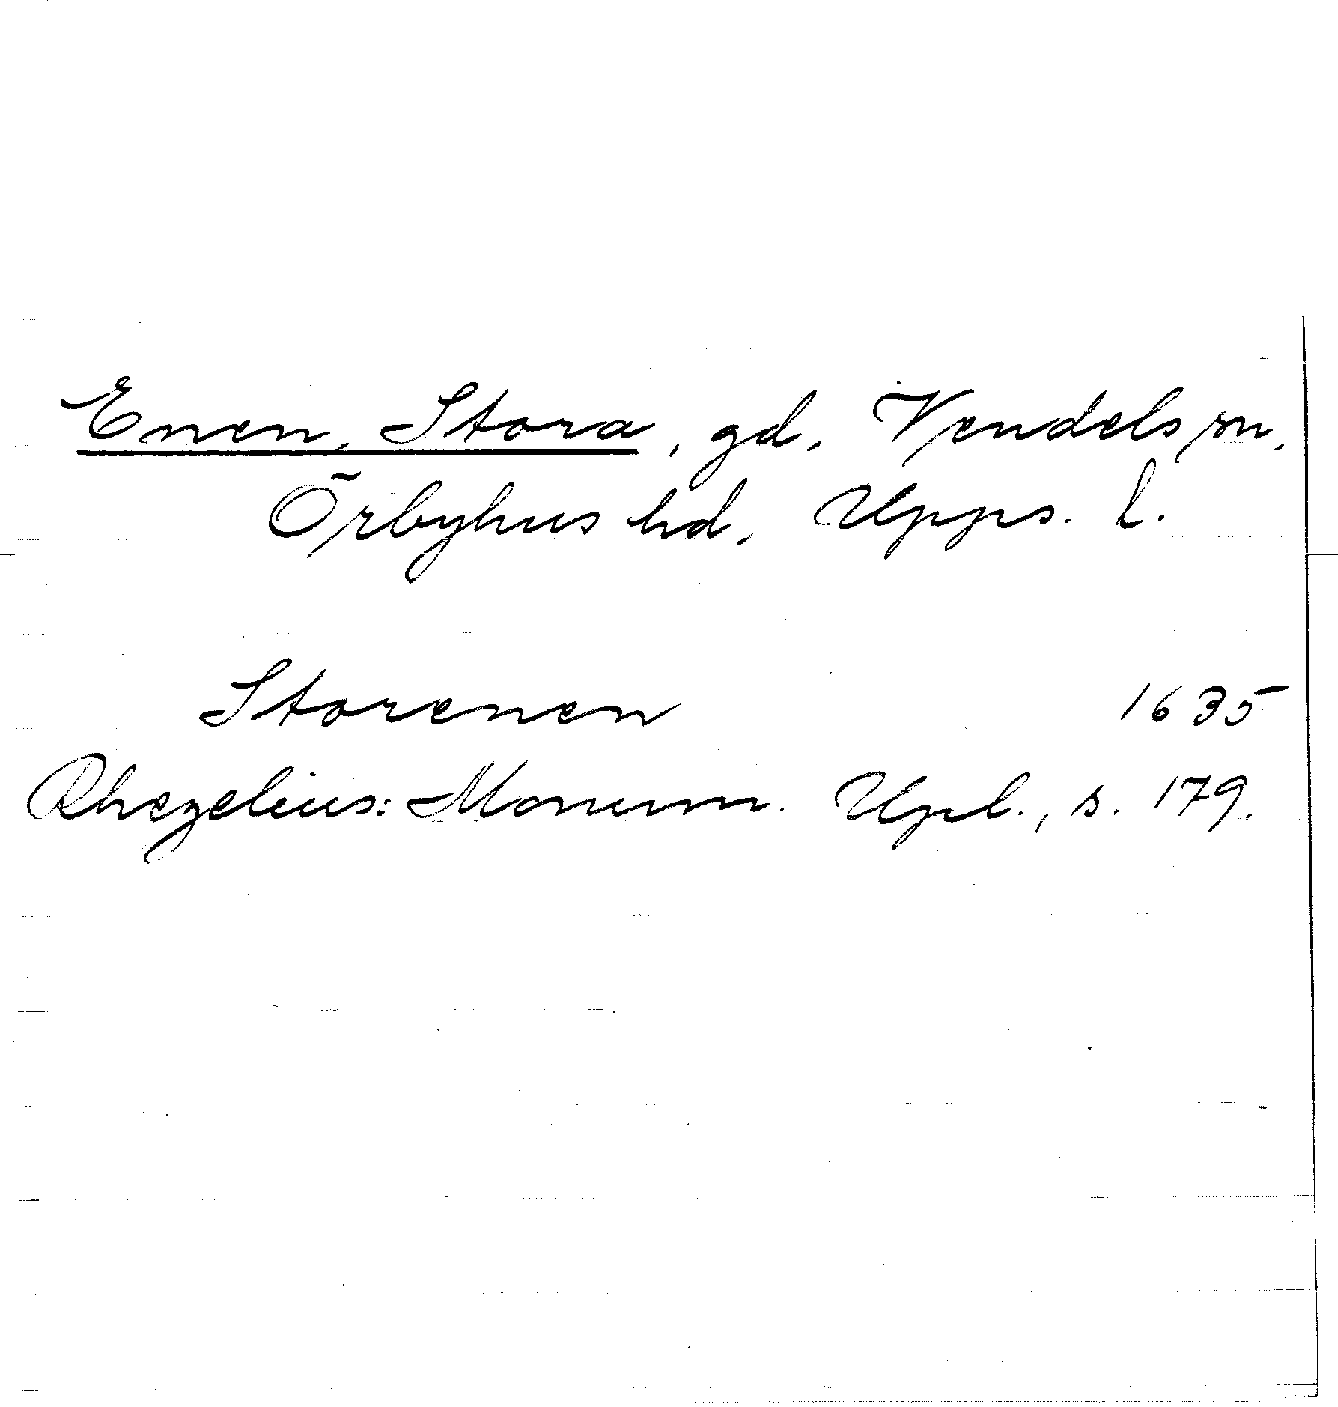 Enen, Stora, gd, Vendels sn,
Örbyhus hd, Upps. l.
Storenen 1635
Rhezelius: Monum. Upl., s. 179.